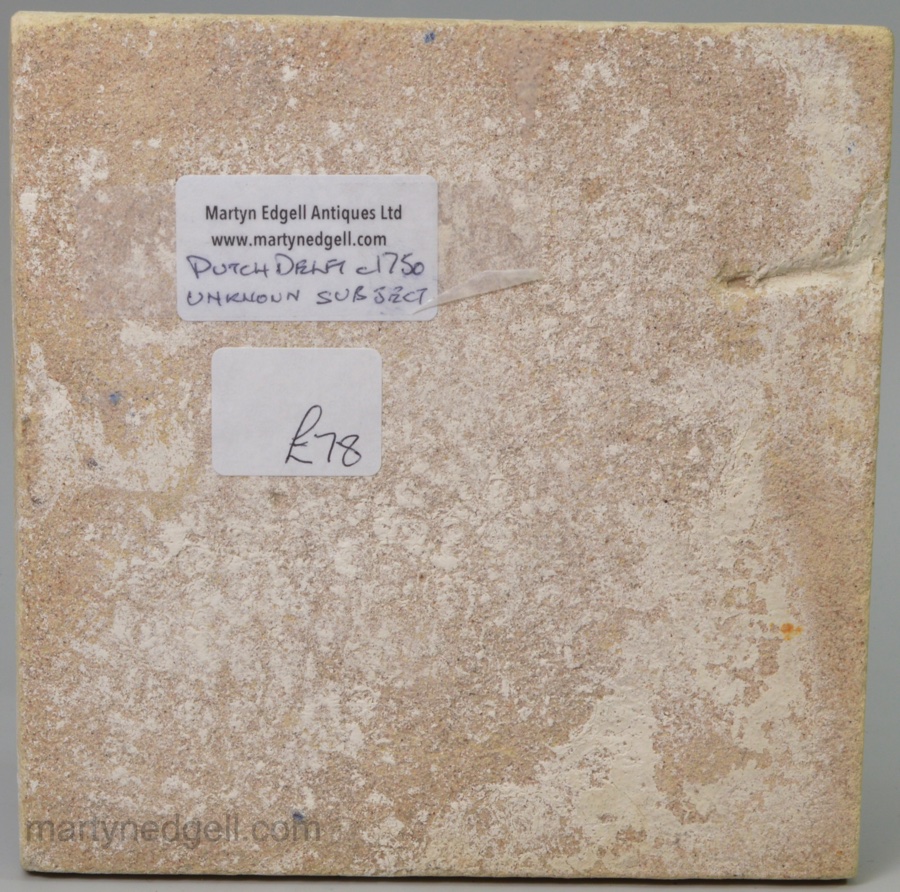 Martyn Edgell Antiques Ltd
www.martynedgell.com
DUTCH DELFT c1750
UNKNOWN SUBJECT
£78
martynedgell.com